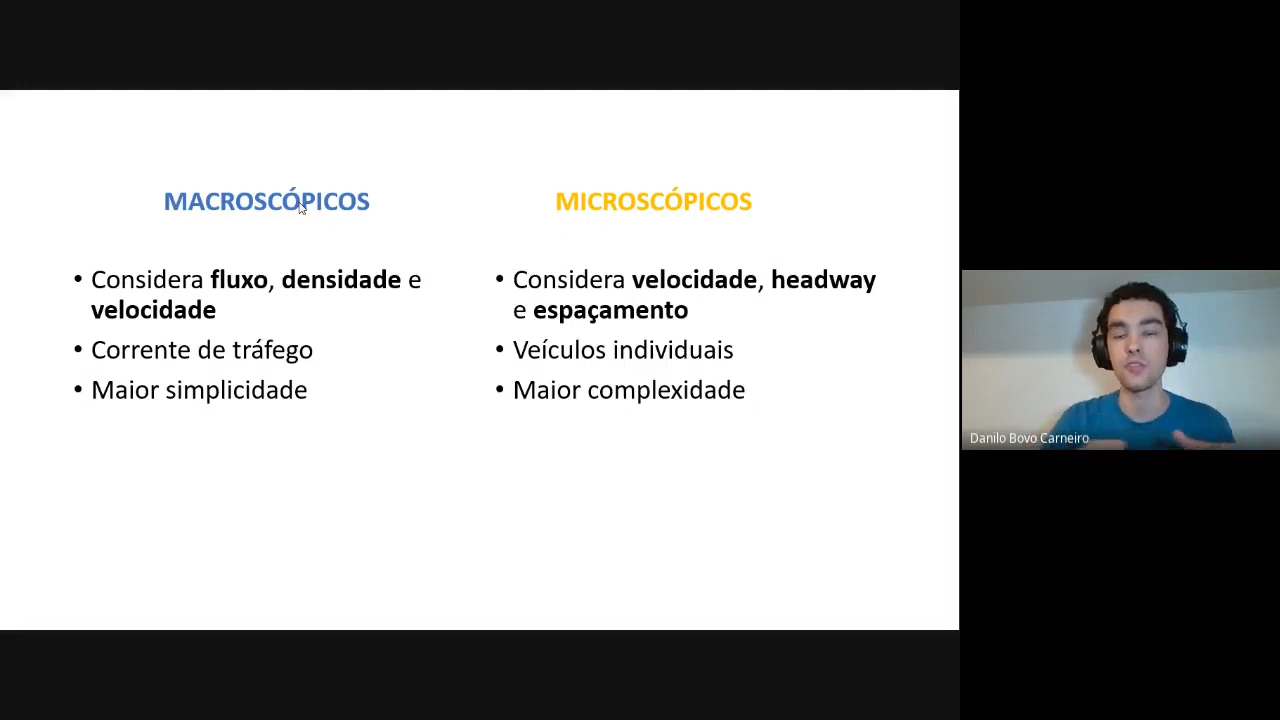 MACROSCÓPICOS
• Considera fluxo, densidade e
velocidade
• Corrente de tráfego
• Maior simplicidade
MICROSCÓPICOS
• Considera velocidade, headway
e espaçamento
• Veículos individuais
• Maior complexidade
Danilo Bovo Carneiro